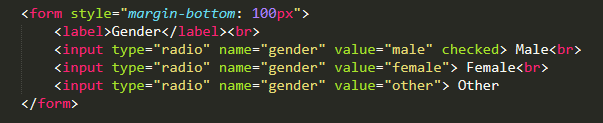 <form style="margin-bottom: 100px">
<label>Gender</label><br>
<input type="radio" name="gender" value="male" checked> Male<br>
<input type="radio" name="gender" value="female"> Female<br>
<input type="radio" name="gender" value="other"> Other
</form>